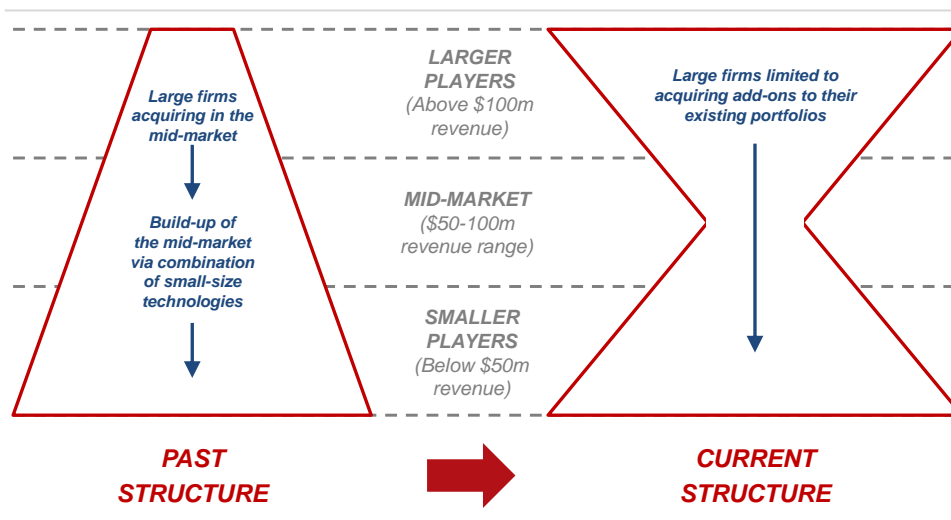 Large firms
acquiring in the
mid-market
Build-up of
the mid-market
via combination
of small-size
technologies
LARGER
PLAYERS
(Above $100m
revenue)
MID-MARKET
($50-100m
revenue range)
SMALLER
PLAYERS
(Below $50m
revenue)
Large firms limited to
acquiring add-ons to their
existing portfolios
PAST
STRUCTURE
CURRENT
STRUCTURE